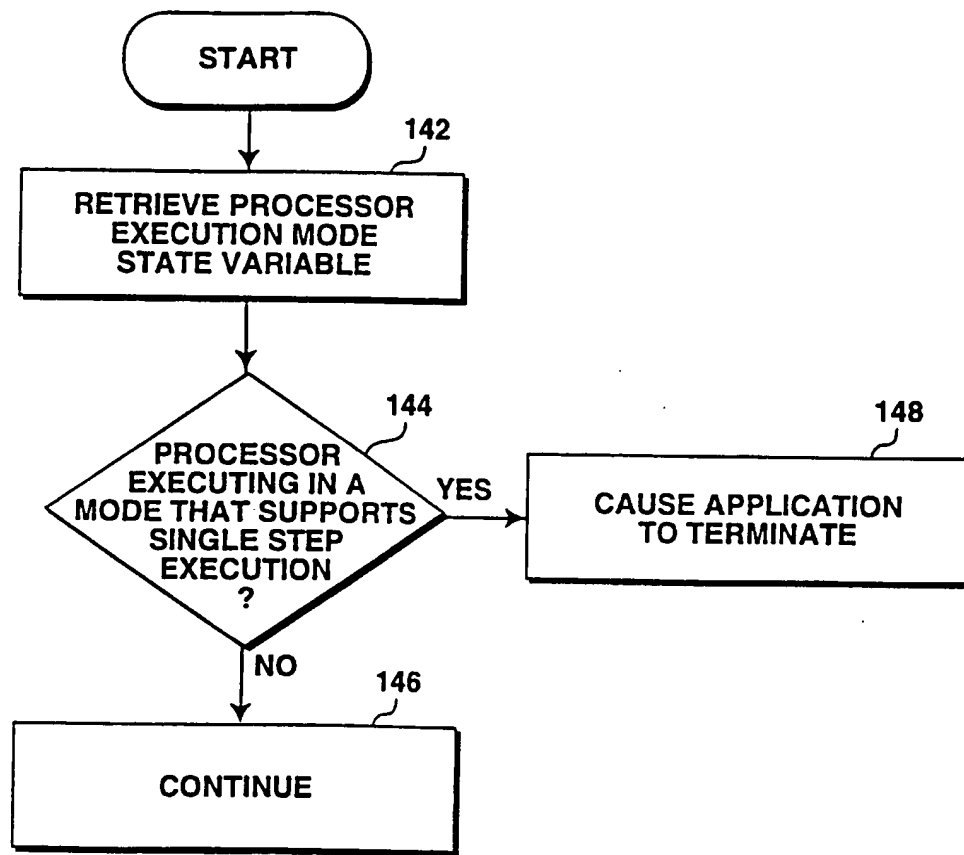 START
142
RETRIEVE PROCESSOR
EXECUTION MODE
STATE VARIABLE
144
PROCESSOR
EXECUTING IN A
MODE THAT SUPPORTS
SINGLE STEP
EXECUTION
?
YES
148
CAUSE APPLICATION
TO TERMINATE
NO
146
CONTINUE